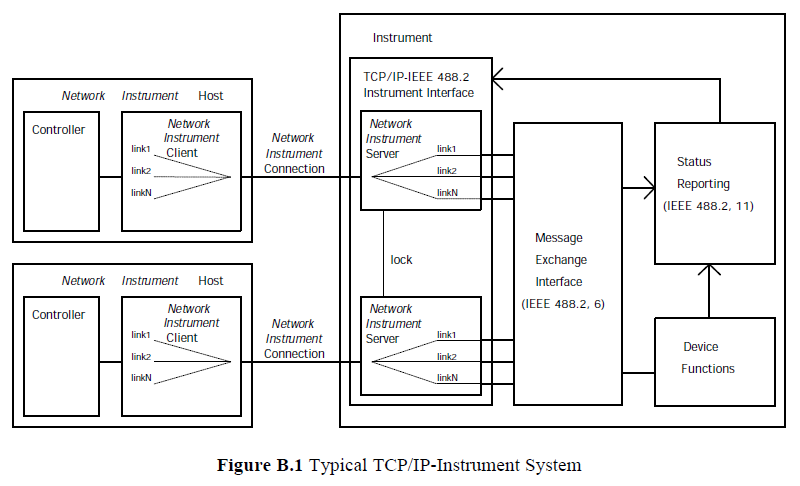 Instrument
TCP/IP-IEEE 488.2
Instrument Interface
Network Instrument Host
Controller
Network
Instrument
Client
link1
link2
linkN
Network
Instrument
Connection
Network
Instrument
Server
link1
link2
linkN
lock
Network Instrument Host
Controller
Network
Instrument
Client
link1
link2
linkN
Network
Instrument
Connection
Network
Instrument
Server
link1
link2
linkN
Message
Exchange
Interface
(IEEE 488.2, 6)
Status
Reporting
(IEEE 488.2, 11)
Device
Functions
Figure B.1 Typical TCP/IP-Instrument System